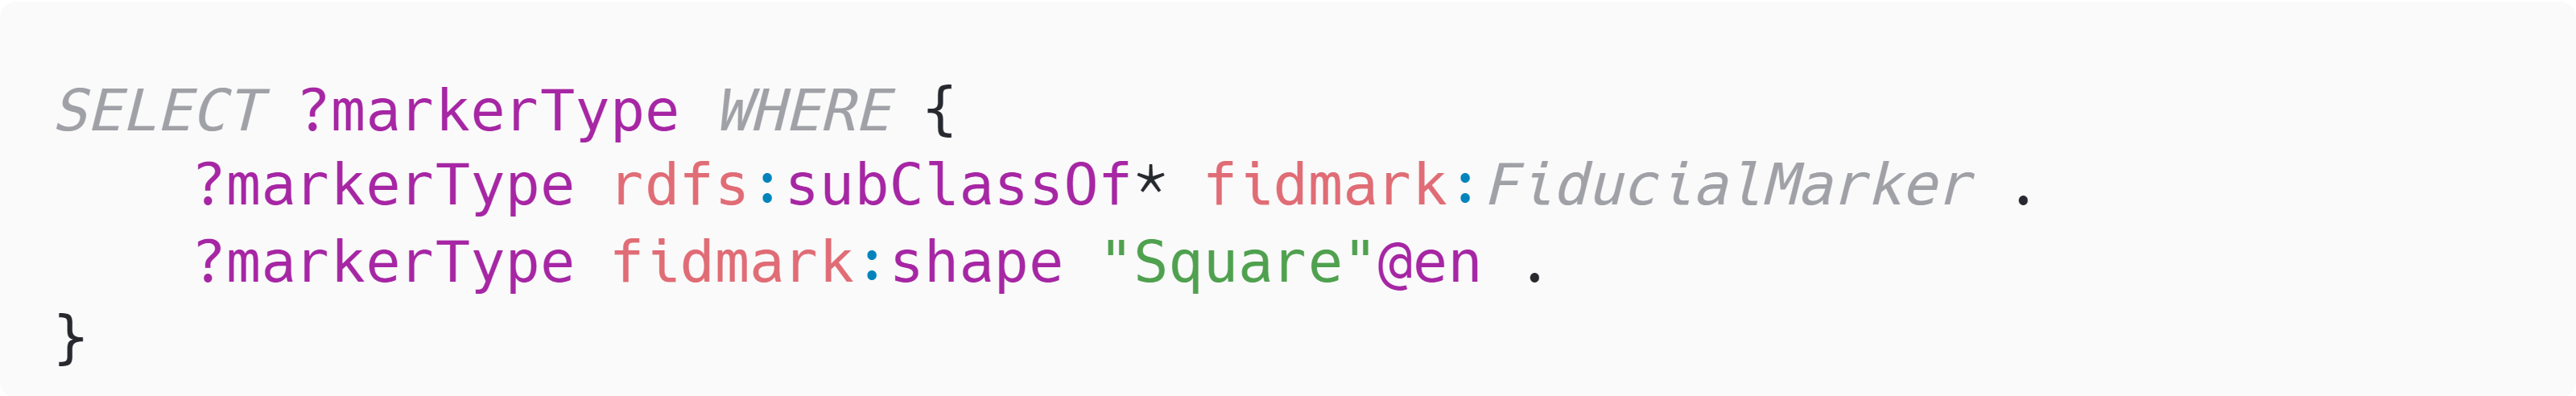 SELECT ?markerType WHERE {
    ?markerType rdfs:subClassOf* fidmark:FiducialMarker .
    ?markerType fidmark:shape "Square"@en .
}